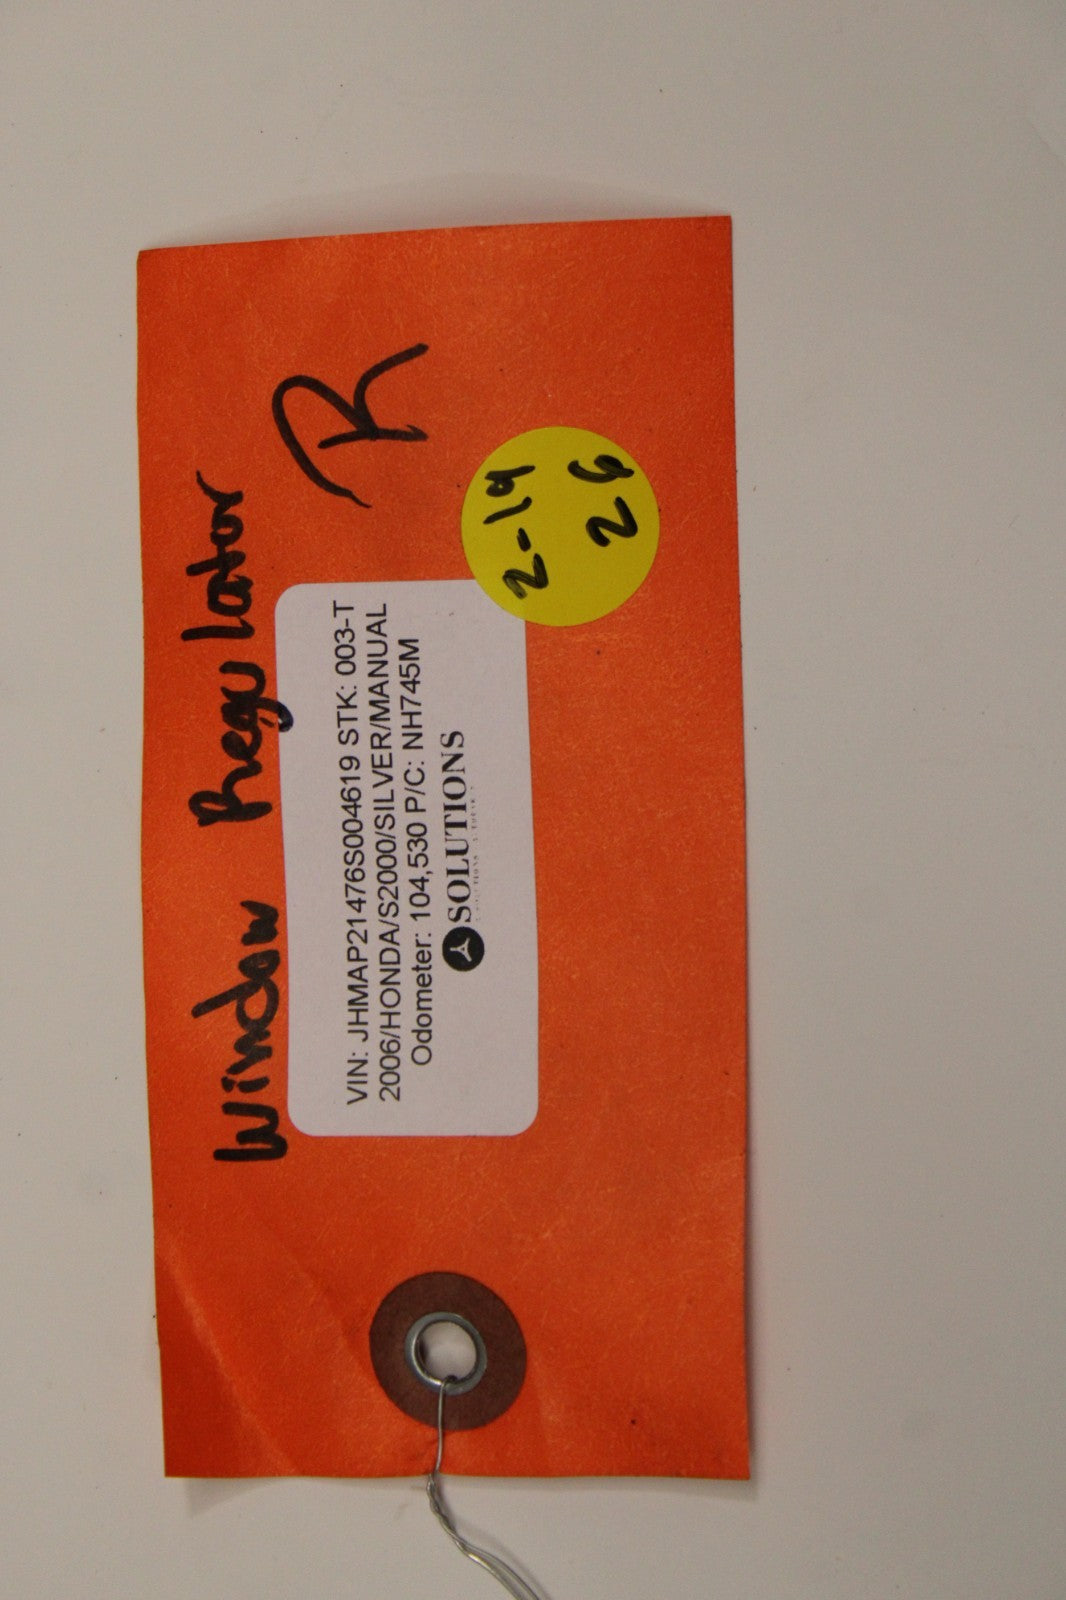 Window Regulator
R
VIN: JHMAP21476S004619 STK: 003-T
2006/HONDA/S2000/SILVER/MANUAL
Odometer: 104,530 P/C: NH745M
SOLUTIONS
2-19
26